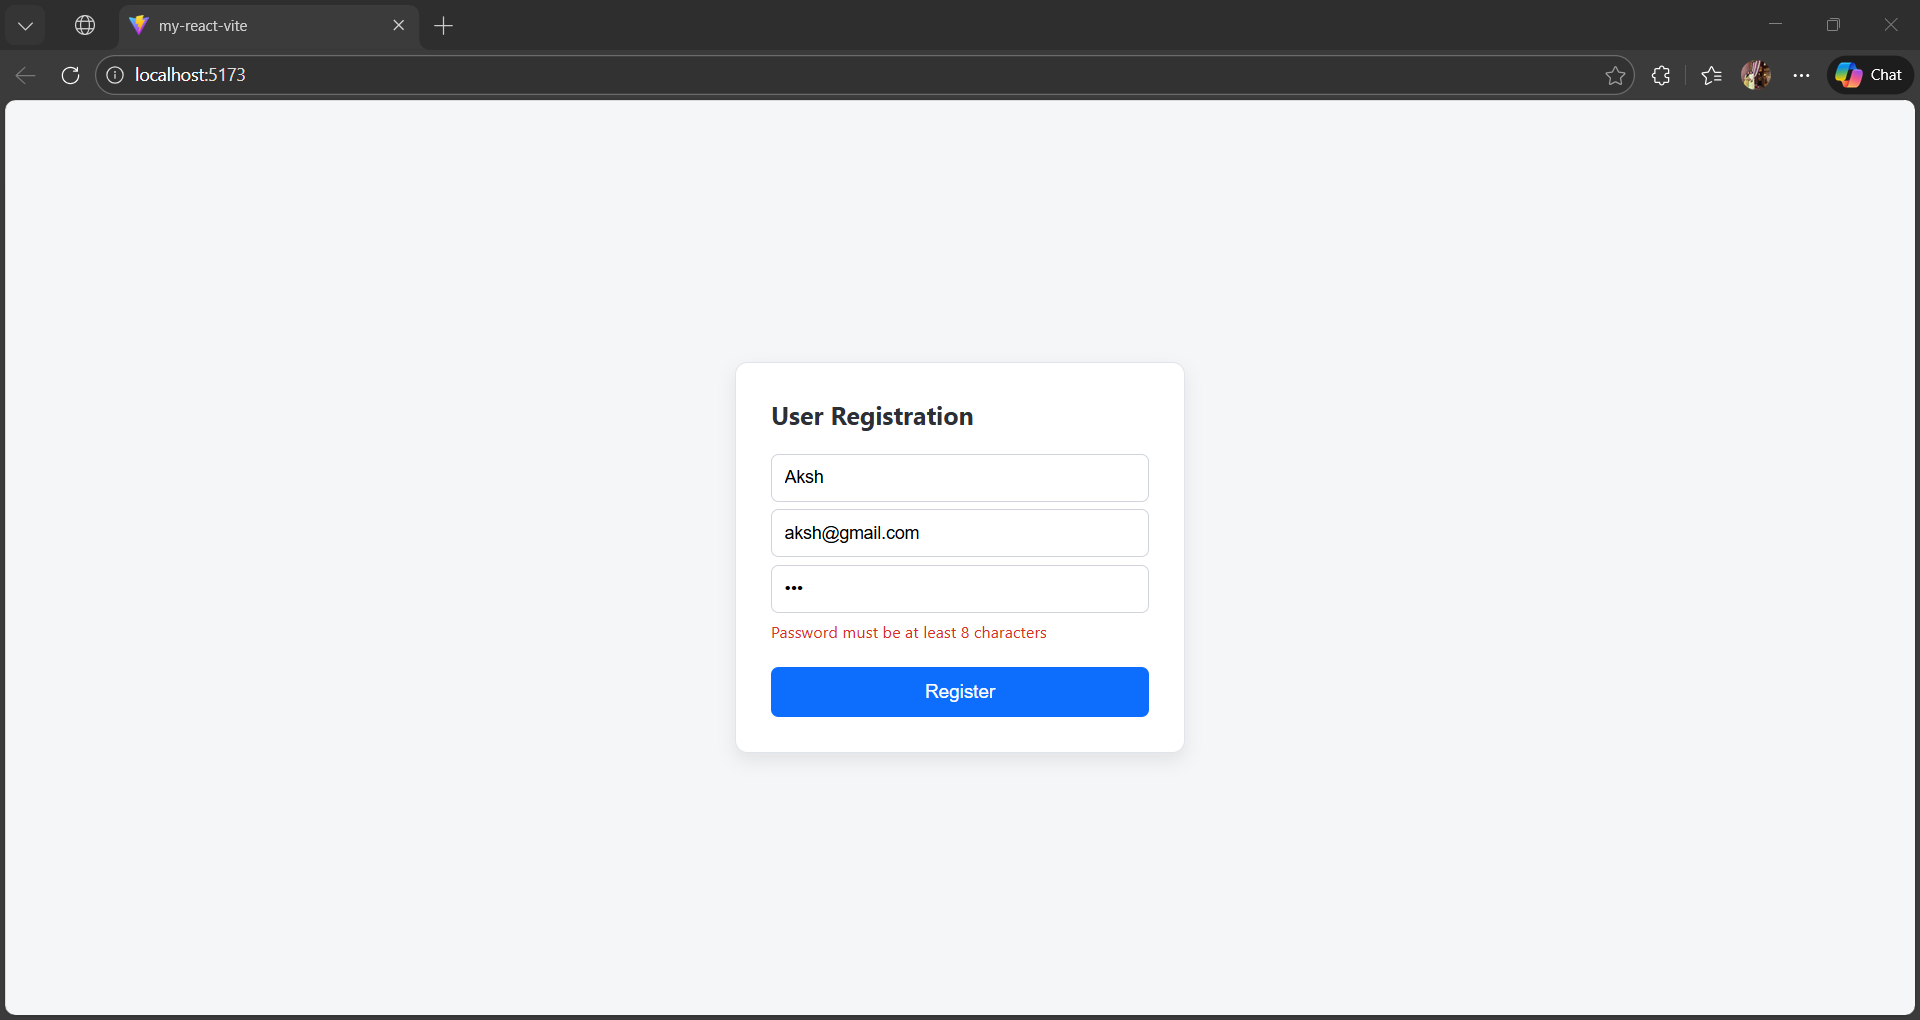 my-react-vite
localhost:5173
Chat
User Registration
Aksh
aksh@gmail.com
•••
Password must be at least 8 characters
Register